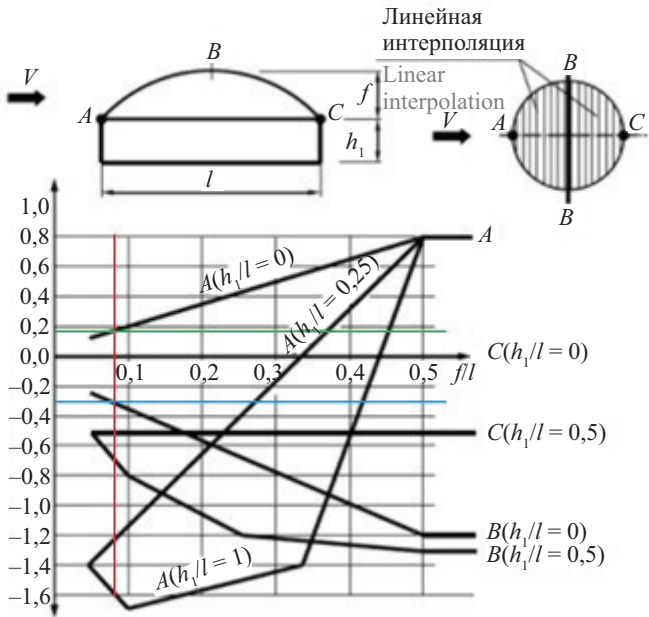 Линейная
интерполяция
Linear
interpolation
V
B
f
A
C
h₁
l
B
V
A
C
B
1,0
0,8
0,6
0,4
0,2
0,0
–0,2
–0,4
–0,6
–0,8
–1,0
–1,2
–1,4
–1,6
0,1
0,2
0,3
0,4
0,5
f/l
A(h₁/l = 0)
A(h₁/l = 0,25)
A(h₁/l = 1)
A
C(h₁/l = 0)
C(h₁/l = 0,5)
B(h₁/l = 0)
B(h₁/l = 0,5)